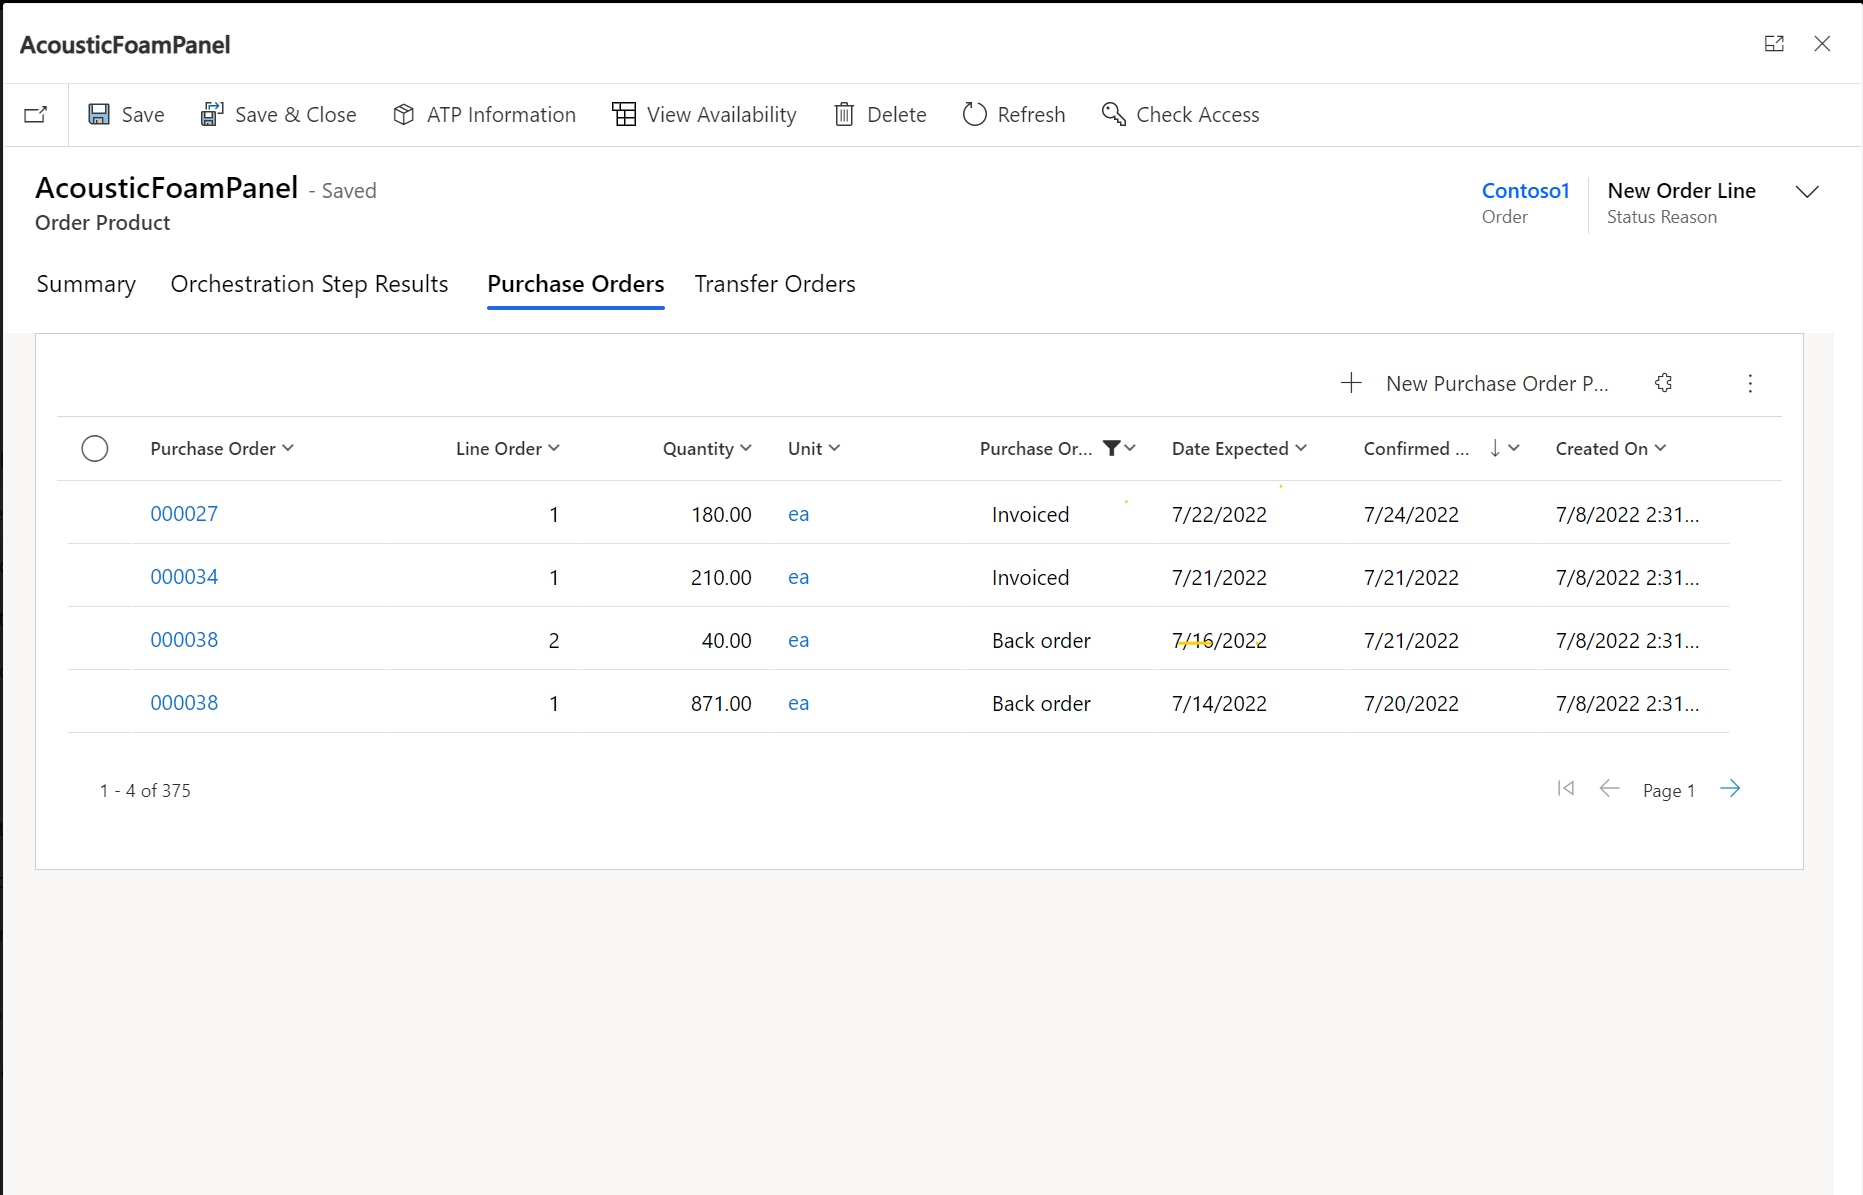 AcousticFoamPanel
Save Save & Close ATP Information View Availability Delete Refresh Check Access
AcousticFoamPanel - Saved
Order Product
Contoso1 New Order Line
Order Status Reason
Summary Orchestration Step Results Purchase Orders Transfer Orders
New Purchase Order P...
Purchase Order Line Order Quantity Unit Purchase Or... Date Expected Confirmed ... Created On
000027 1 180.00 ea Invoiced 7/22/2022 7/24/2022 7/8/2022 2:31...
000034 1 210.00 ea Invoiced 7/21/2022 7/21/2022 7/8/2022 2:31...
000038 2 40.00 ea Back order 7/16/2022 7/21/2022 7/8/2022 2:31...
000038 1 871.00 ea Back order 7/14/2022 7/20/2022 7/8/2022 2:31...
1 - 4 of 375 Page 1